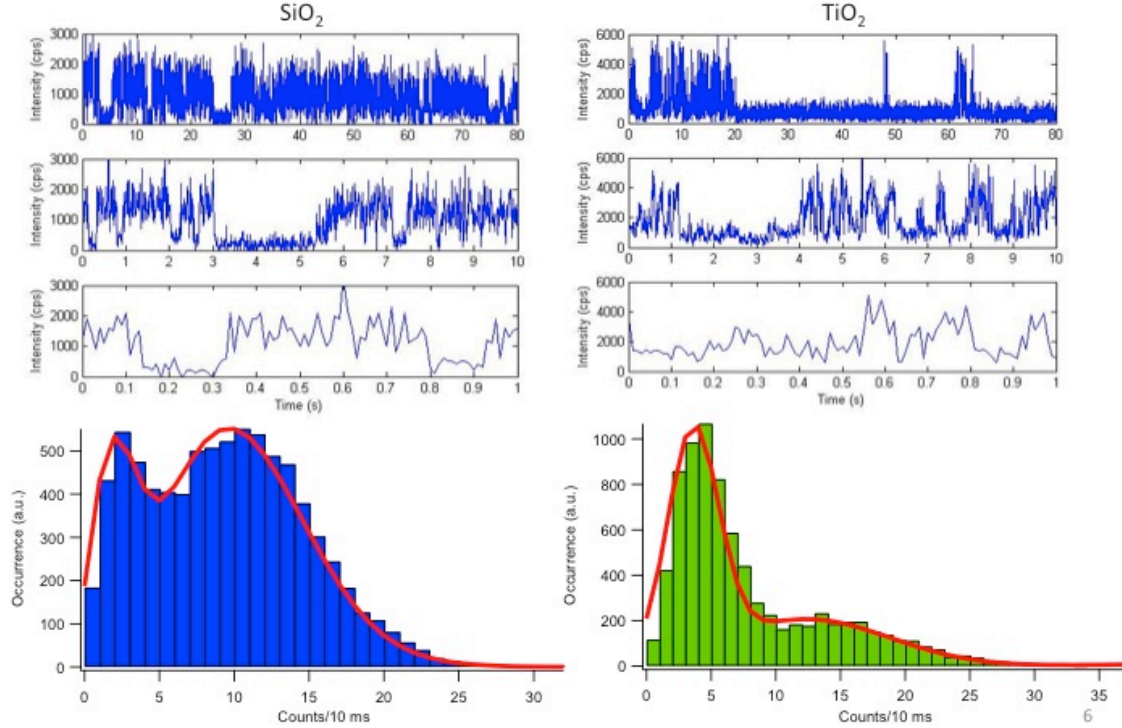 SiO2
TiO2
Intensity (cps)
3000
2000
1000
0
0 10 20 30 40 50 60 70 80
Intensity (cps)
6000
4000
2000
0
0 10 20 30 40 50 60 70 80
Intensity (cps)
3000
2000
1000
0
0 1 2 3 4 5 6 7 8 9 10
Intensity (cps)
6000
4000
2000
0
0 1 2 3 4 5 6 7 8 9 10
Intensity (cps)
3000
2000
1000
0
0 0.1 0.2 0.3 0.4 0.5 0.6 0.7 0.8 0.9 1
Time (s)
Intensity (cps)
6000
4000
2000
0
0 0.1 0.2 0.3 0.4 0.5 0.6 0.7 0.8 0.9 1
Time (s)
Occurrence (a.u.)
500
400
300
200
100
0
0 5 10 15 20 25 30
Counts/10 ms
Occurrence (a.u.)
1000
800
600
400
200
0
0 5 10 15 20 25 30 35
Counts/10 ms
6